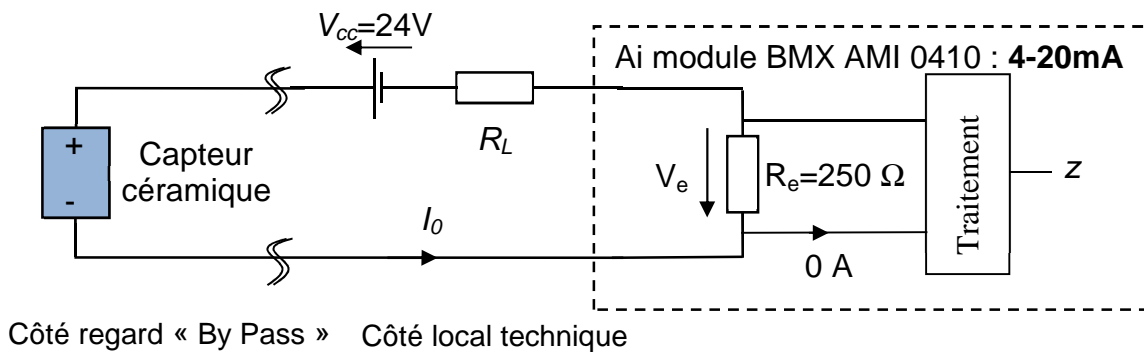 Vcc=24V
Ai module BMX AMI 0410 : 4-20mA
+
Capteur
céramique
-
RL
Ve
Re=250 Ω
Traitement
z
I0
0 A
Côté regard « By Pass » Côté local technique